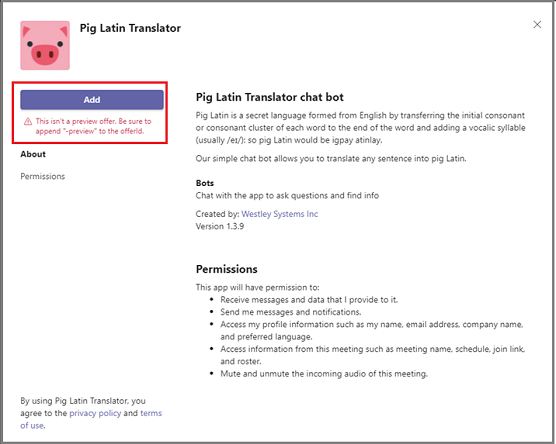 Pig Latin Translator
Add
This isn't a preview offer. Be sure to
append "-preview" to the offerId.
About
Permissions
Pig Latin Translator chat bot
Pig Latin is a secret language formed from English by transferring the initial consonant
or consonant cluster of each word to the end of the word and adding a vocalic syllable
(usually /eɪ/): so pig Latin would be igpay atinlay.
Our simple chat bot allows you to translate any sentence into pig Latin.
Bots
Chat with the app to ask questions and find info
Created by: Westley Systems Inc
Version 1.3.9
Permissions
This app will have permission to:
• Receive messages and data that I provide to it.
• Send me messages and notifications.
• Access my profile information such as my name, email address, company name,
and preferred language.
• Access information from this meeting such as meeting name, schedule, join link,
and roster.
• Mute and unmute the incoming audio of this meeting.
By using Pig Latin Translator, you
agree to the privacy policy and terms
of use.